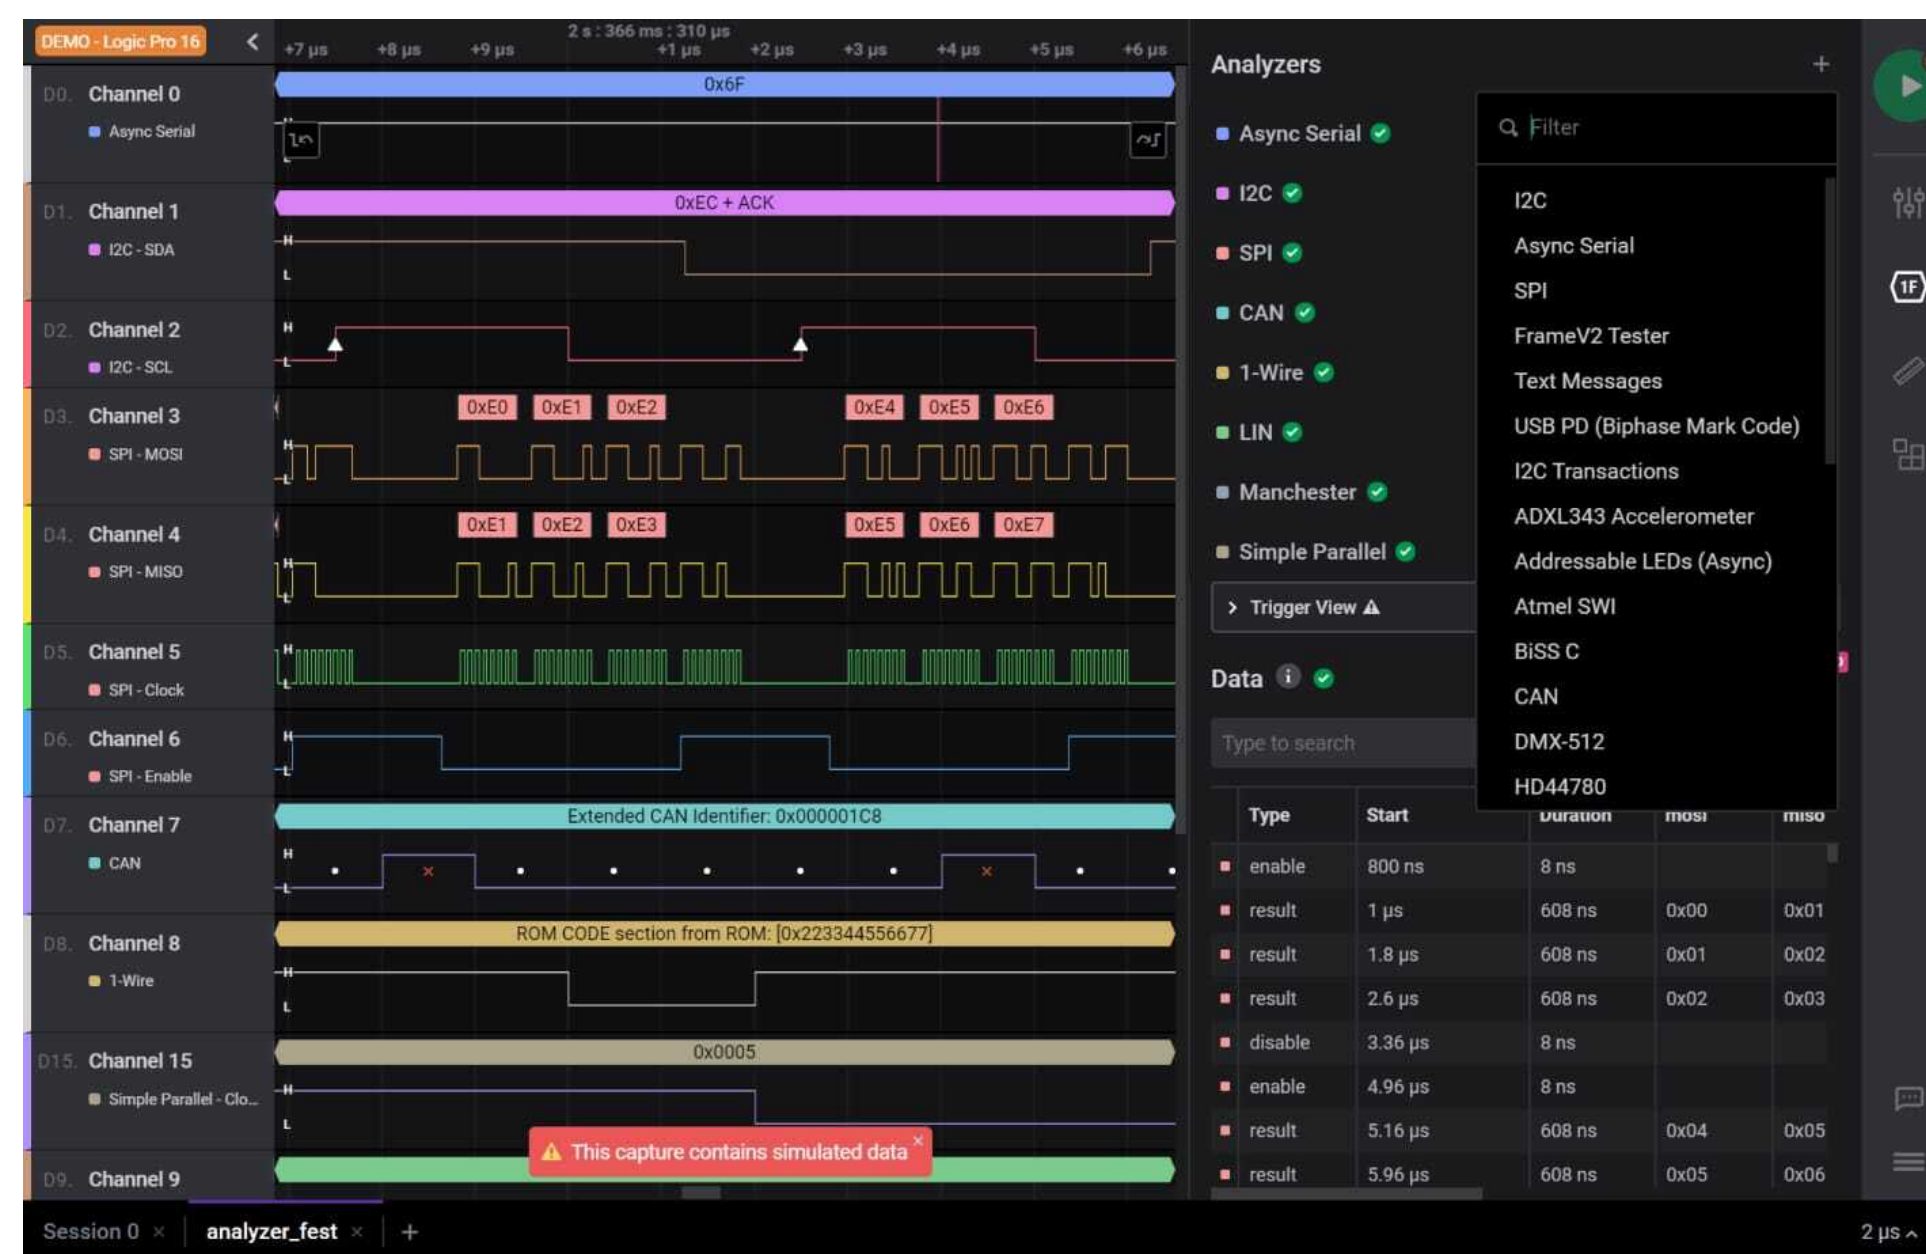 DEMO - Logic Pro 16
2 s : 366 ms : 310 µs
+7 µs +8 µs +9 µs +1 µs +2 µs +3 µs +4 µs +5 µs +6 µs
D0. Channel 0
Async Serial
0x6F
H
L
D1. Channel 1
I2C - SDA
0xEC + ACK
H
L
D2. Channel 2
I2C - SCL
H
L
D3. Channel 3
SPI - MOSI
0xE0 0xE1 0xE2 0xE4 0xE5 0xE6
H
L
D4. Channel 4
SPI - MISO
0xE1 0xE2 0xE3 0xE5 0xE6 0xE7
H
L
D5. Channel 5
SPI - Clock
H
L
D6. Channel 6
SPI - Enable
H
L
D7. Channel 7
CAN
Extended CAN Identifier: 0x000001C8
H
L
D8. Channel 8
1-Wire
ROM CODE section from ROM: [0x223344556677]
H
L
D15. Channel 15
Simple Parallel - Clo...
0x0005
H
L
D9. Channel 9
This capture contains simulated data
Analyzers
Async Serial
I2C
SPI
CAN
1-Wire
LIN
Manchester
Simple Parallel
Trigger View
Data
Type to search
Filter
I2C
Async Serial
SPI
FrameV2 Tester
Text Messages
USB PD (Biphase Mark Code)
I2C Transactions
ADXL343 Accelerometer
Addressable LEDs (Async)
Atmel SWI
BiSS C
CAN
DMX-512
HD44780
Type Start Duration mosi miso
enable 800 ns 8 ns
result 1 µs 608 ns 0x00 0x01
result 1.8 µs 608 ns 0x01 0x02
result 2.6 µs 608 ns 0x02 0x03
disable 3.36 µs 8 ns
enable 4.96 µs 8 ns
result 5.16 µs 608 ns 0x04 0x05
result 5.96 µs 608 ns 0x05 0x06
1F
Session 0 analyzer_fest
2 µs